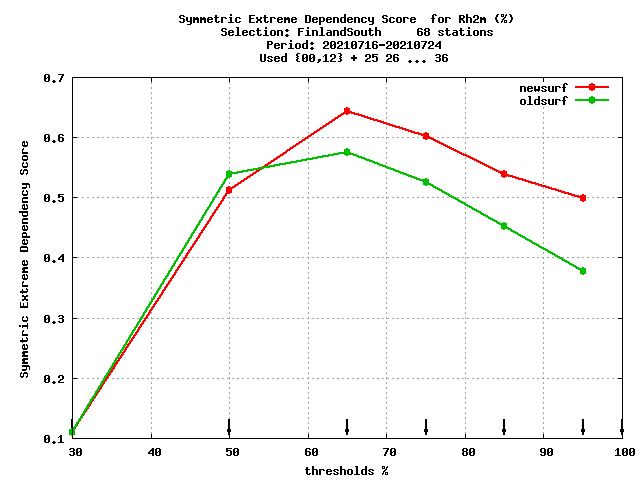 Symmetric Extreme Dependency Score  for Rh2m (%)
Selection: FinlandSouth     68 stations
Period: 20210716-20210724
Used {00,12} + 25 26 ... 36
newsurf
oldsurf
Symmetric Extreme Dependency Score
0.7
0.6
0.5
0.4
0.3
0.2
0.1
30 40 50 60 70 80 90 100
thresholds %